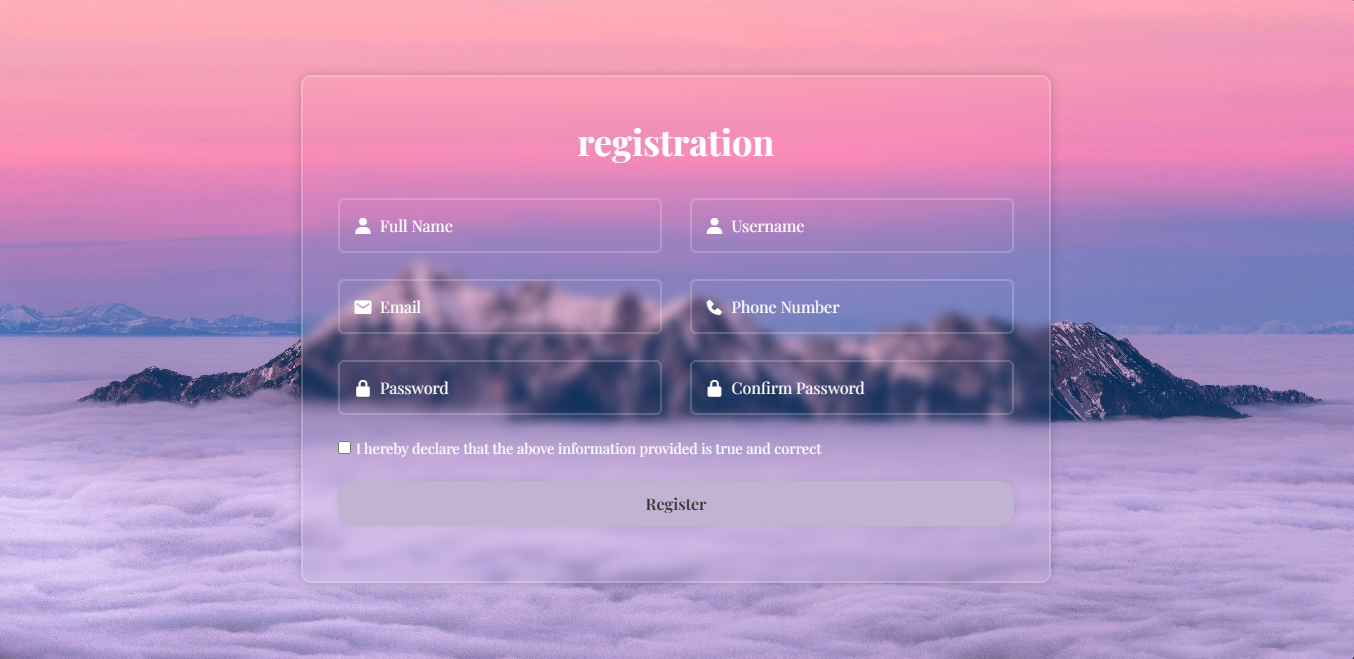 registration
Full Name
Username
Email
Phone Number
Password
Confirm Password
I hereby declare that the above information provided is true and correct
Register